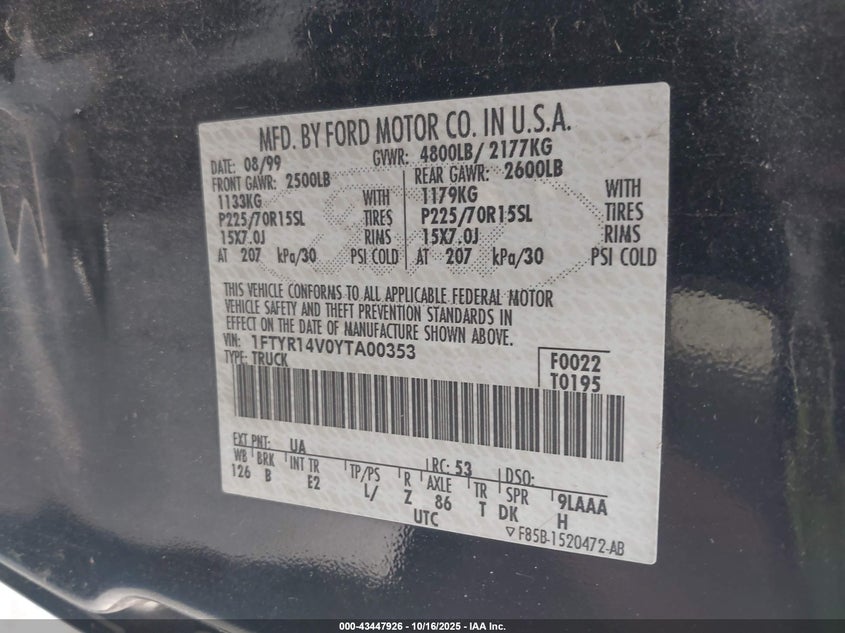 MFD. BY FORD MOTOR CO. IN U.S.A.
DATE: 08/99 GVWR: 4800LB/ 2177KG
FRONT GAWR: 2500LB REAR GAWR: 2600LB
1133KG WITH 1179KG WITH
P225/70R15SL TIRES P225/70R15SL TIRES
15X7.0J RIMS 15X7.0J RIMS
AT 207 kPa/30 PSI COLD AT 207 kPa/30 PSI COLD
THIS VEHICLE CONFORMS TO ALL APPLICABLE FEDERAL MOTOR
VEHICLE SAFETY AND THEFT PREVENTION STANDARDS IN
EFFECT ON THE DATE OF MANUFACTURE SHOWN ABOVE.
VIN: 1FTYR14V0YTA00353
TYPE: TRUCK
F0022
T0195
EXT PNT: UA RC: 53 DSO:
WB BRK INT TR TP/PS R AXLE TR SPR 9LAAA
126 B E2 L/ Z 86 T DK H
UTC
▽F85B-1520472-AB
000-43447926 - 10/16/2025 - IAA Inc.